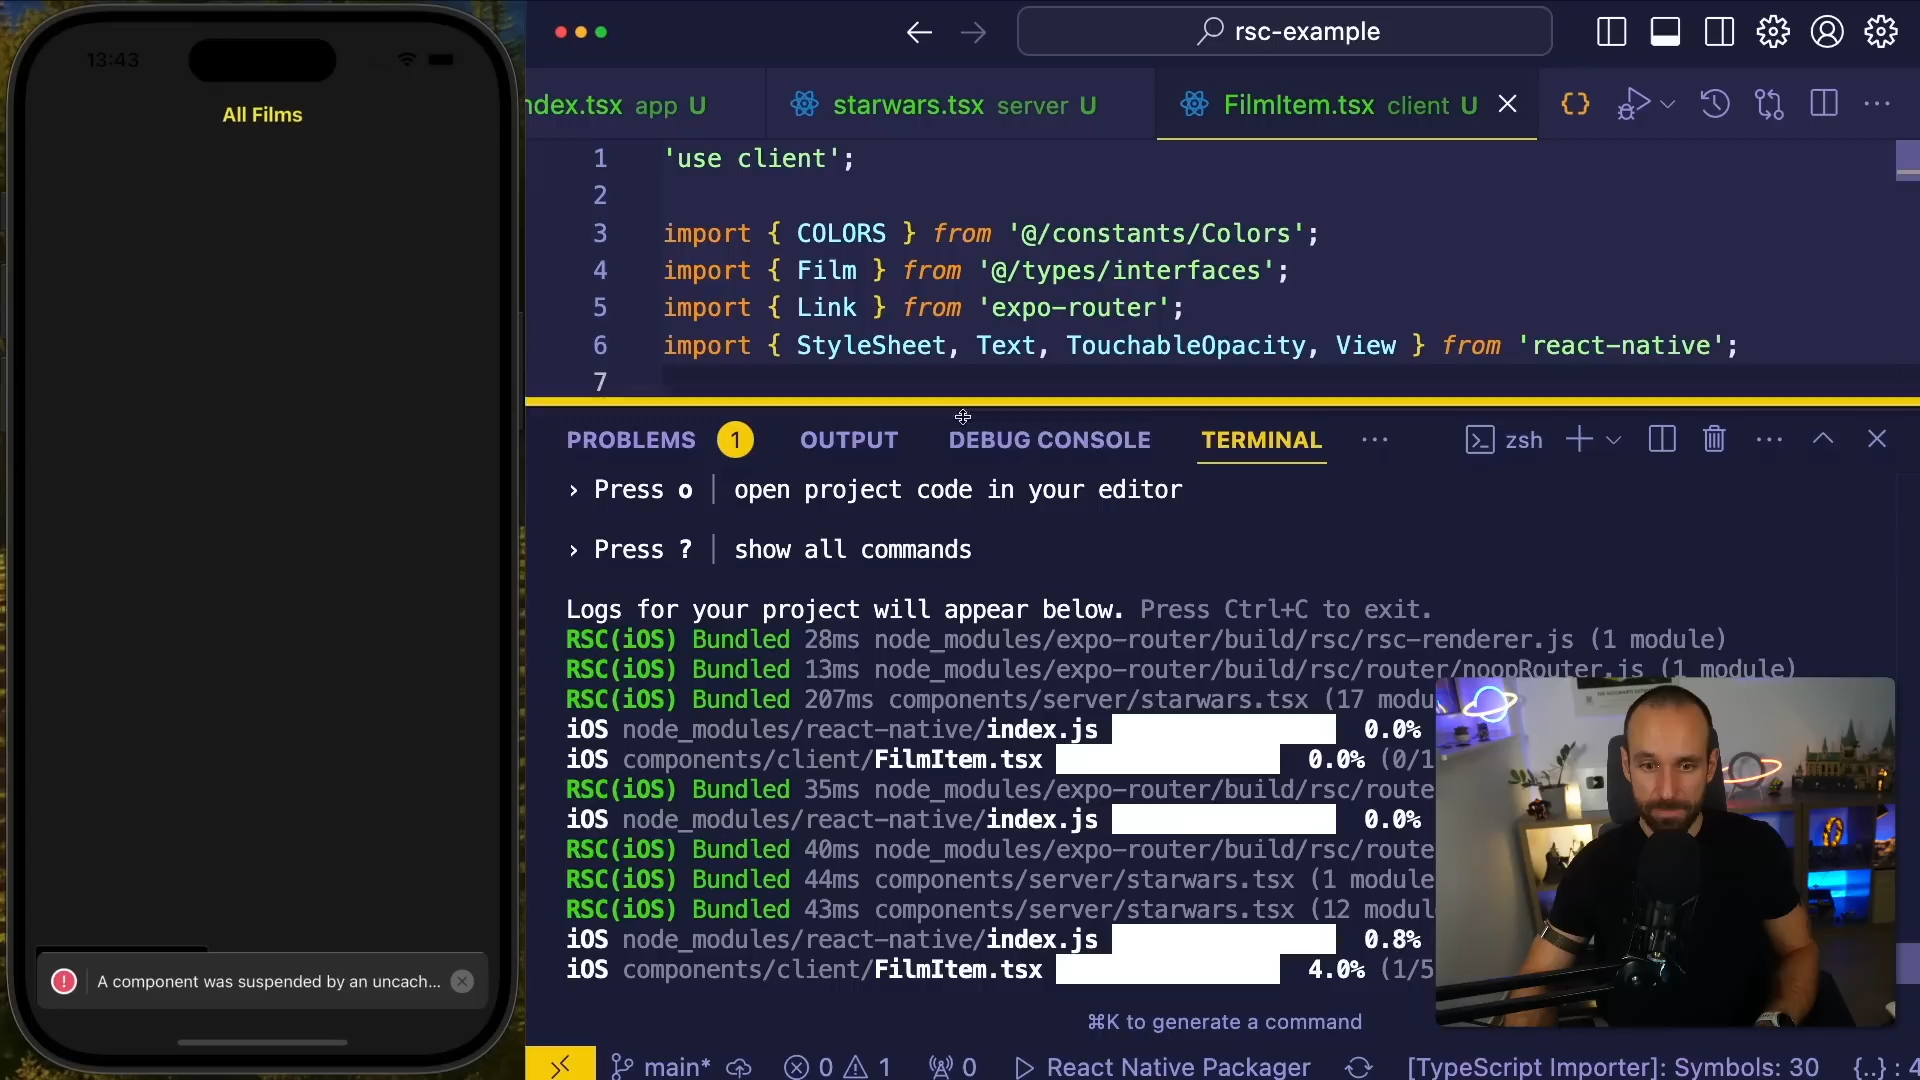 13:43
All Films
A component was suspended by an uncach...
rsc-example
ndex.tsx app U
starwars.tsx server U
FilmItem.tsx client U
1 'use client';
2
3 import { COLORS } from '@/constants/Colors';
4 import { Film } from '@/types/interfaces';
5 import { Link } from 'expo-router';
6 import { StyleSheet, Text, TouchableOpacity, View } from 'react-native';
7
PROBLEMS 1 OUTPUT DEBUG CONSOLE TERMINAL ... zsh
› Press o │ open project code in your editor
› Press ? │ show all commands
Logs for your project will appear below. Press Ctrl+C to exit.
RSC(iOS) Bundled 28ms node_modules/expo-router/build/rsc/rsc-renderer.js (1 module)
RSC(iOS) Bundled 13ms node_modules/expo-router/build/rsc/router/noopRouter.js (1 module)
RSC(iOS) Bundled 207ms components/server/starwars.tsx (17 modu
iOS node_modules/react-native/index.js 0.0%
iOS components/client/FilmItem.tsx 0.0% (0/1
RSC(iOS) Bundled 35ms node_modules/expo-router/build/rsc/route
iOS node_modules/react-native/index.js 0.0%
RSC(iOS) Bundled 40ms node_modules/expo-router/build/rsc/route
RSC(iOS) Bundled 44ms components/server/starwars.tsx (1 module
RSC(iOS) Bundled 43ms components/server/starwars.tsx (12 modul
iOS node_modules/react-native/index.js 0.8%
iOS components/client/FilmItem.tsx 4.0% (1/5
⌘K to generate a command
main* 0 1 0 React Native Packager [TypeScript Importer]: Symbols: 30 {..} : 4